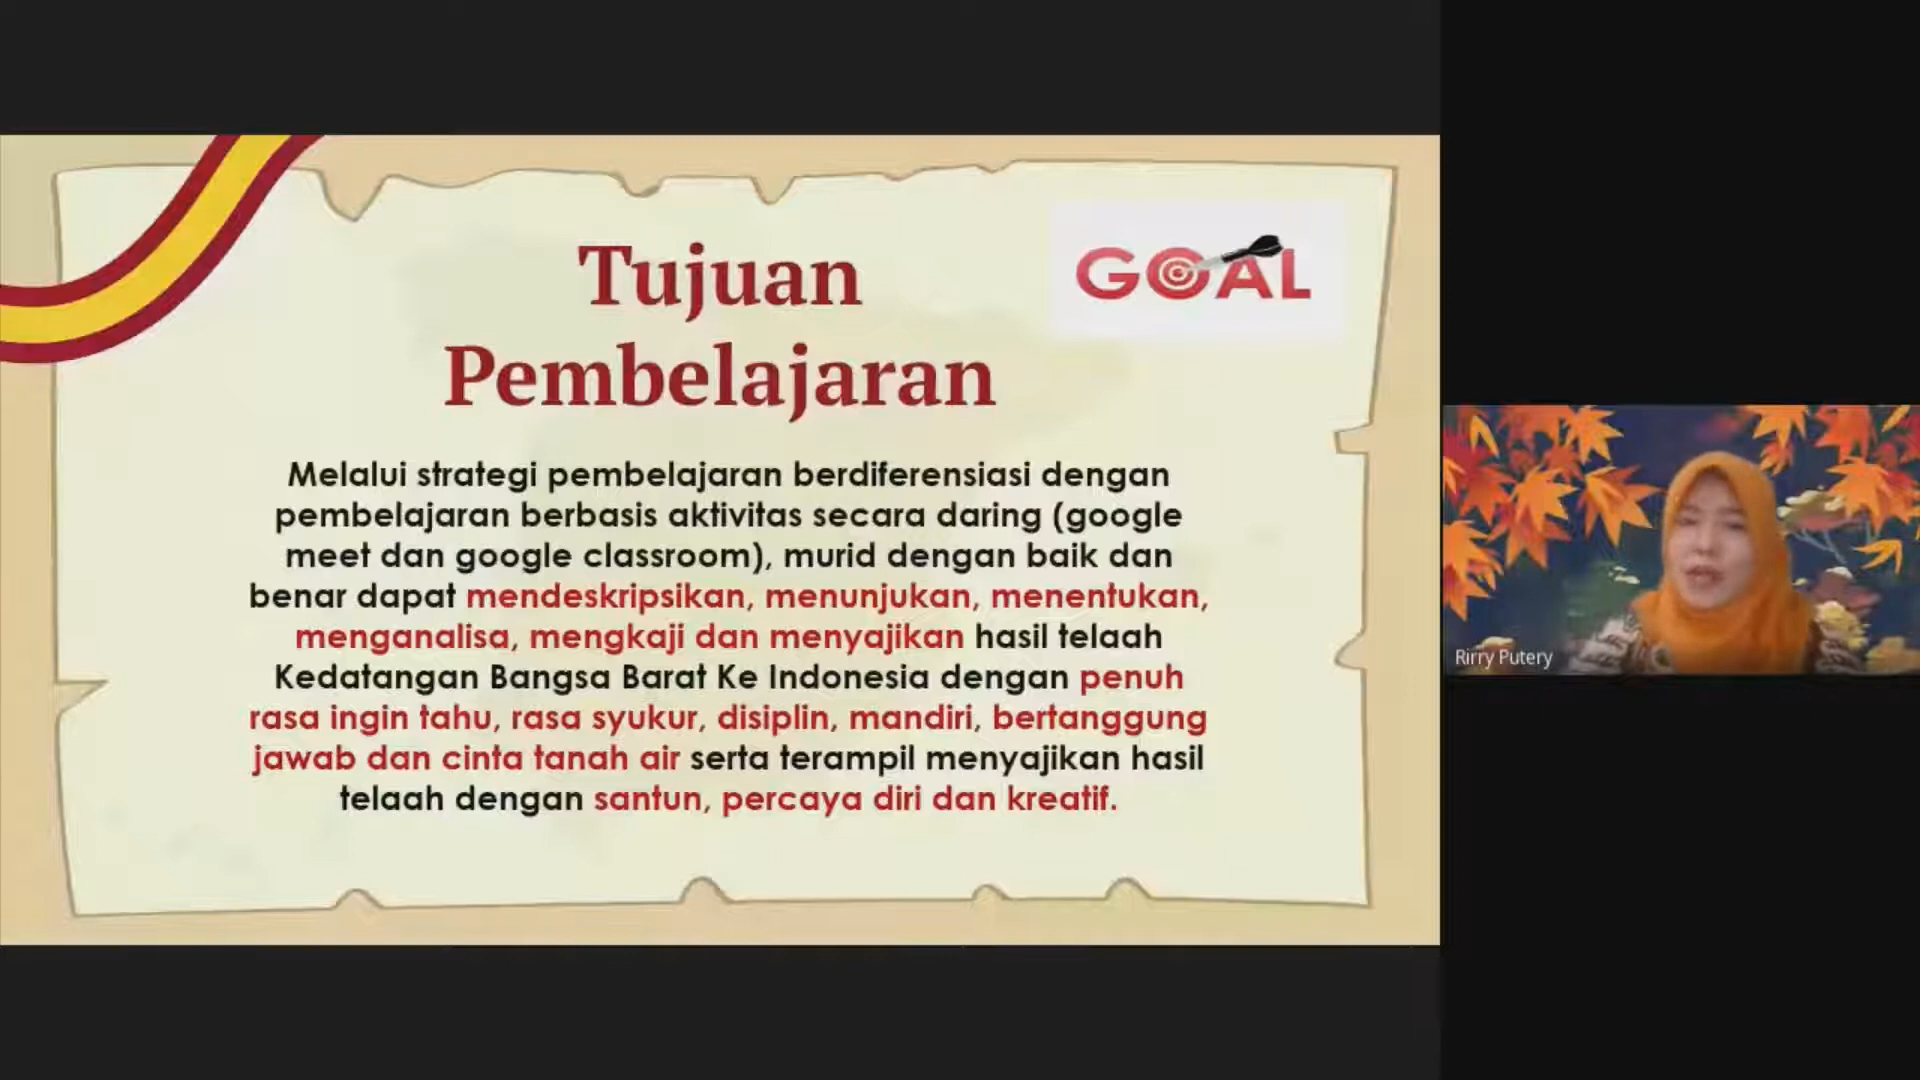 Tujuan
Pembelajaran
GOAL
Melalui strategi pembelajaran berdiferensiasi dengan
pembelajaran berbasis aktivitas secara daring (google
meet dan google classroom), murid dengan baik dan
benar dapat mendeskripsikan, menunjukan, menentukan,
menganalisa, mengkaji dan menyajikan hasil telaah
Kedatangan Bangsa Barat Ke Indonesia dengan penuh
rasa ingin tahu, rasa syukur, disiplin, mandiri, bertanggung
jawab dan cinta tanah air serta terampil menyajikan hasil
telaah dengan santun, percaya diri dan kreatif.
Rirry Putery